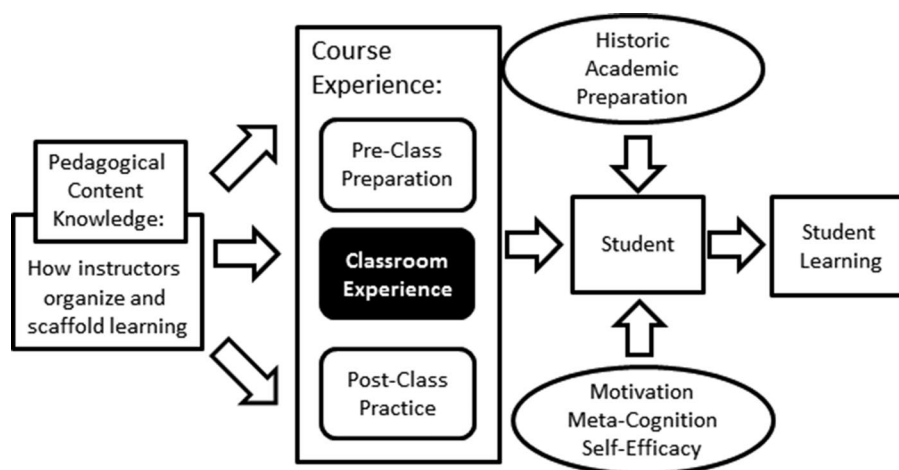 Pedagogical
Content
Knowledge:
How instructors
organize and
scaffold learning
Course
Experience:
Pre-Class
Preparation
Classroom
Experience
Post-Class
Practice
Historic
Academic
Preparation
Student
Motivation
Meta-Cognition
Self-Efficacy
Student
Learning